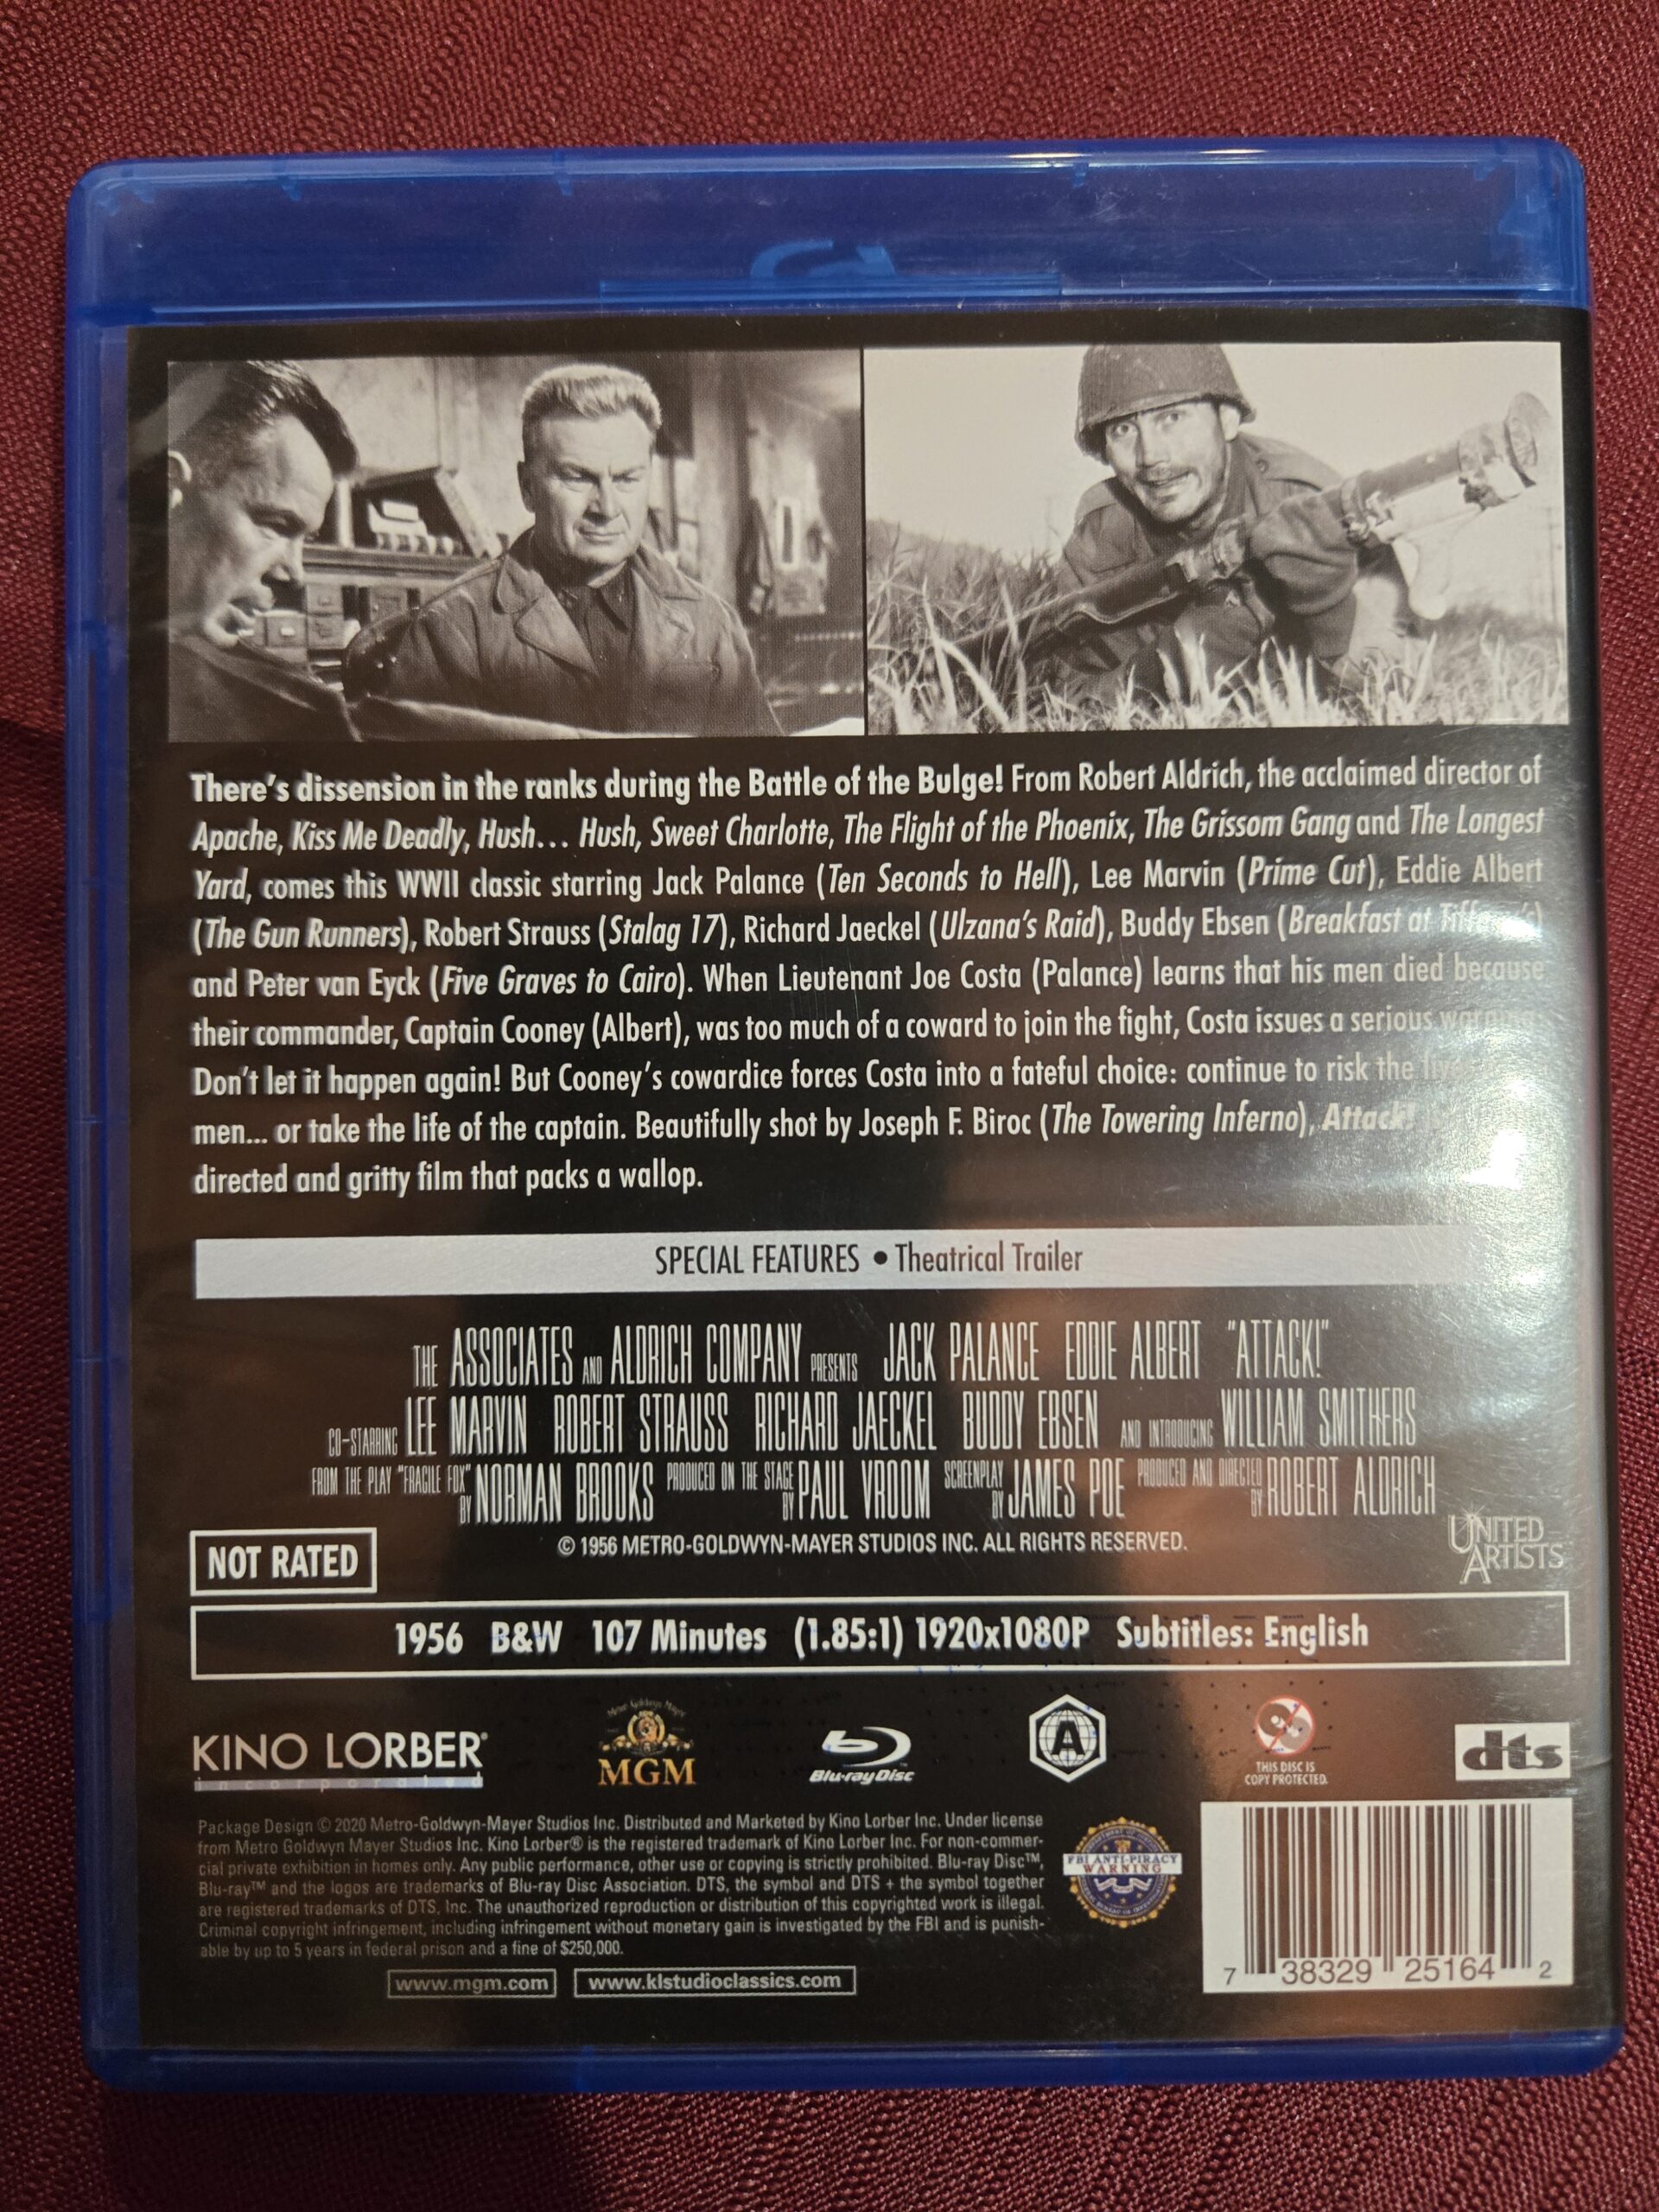 There's dissension in the ranks during the Battle of the Bulge! From Robert Aldrich, the acclaimed director of
Apache, Kiss Me Deadly, Hush... Hush, Sweet Charlotte, The Flight of the Phoenix, The Grissom Gang and The Longest
Yard, comes this WWII classic starring Jack Palance (Ten Seconds to Hell), Lee Marvin (Prime Cut), Eddie Albert
(The Gun Runners), Robert Strauss (Stalag 17), Richard Jaeckel (Ulzana's Raid), Buddy Ebsen (Breakfast at
and Peter van Eyck (Five Graves to Cairo). When Lieutenant Joe Costa (Palance) learns that his men died because
their commander, Captain Cooney (Albert), was too much of a coward to join the fight, Costa issues a serious warning
Don't let it happen again! But Cooney's cowardice forces Costa into a fateful choice: continue to risk the
men... or take the life of the captain. Beautifully shot by Joseph F. Biroc (The Towering Inferno), Attack!
directed and gritty film that packs a wallop.
SPECIAL FEATURES • Theatrical Trailer
THE ASSOCIATES AND ALDRICH COMPANY PRESENTS JACK PALANCE EDDIE ALBERT "ATTACK!"
CO-STARRING LEE MARVIN ROBERT STRAUSS RICHARD JAECKEL BUDDY EBSEN AND INTRODUCING WILLIAM SMITHERS
FROM THE PLAY "FRAGILE FOX" BY NORMAN BROOKS PRODUCED ON THE STAGE BY PAUL VROOM SCREENPLAY BY JAMES POE PRODUCED AND DIRECTED BY ROBERT ALDRICH
© 1956 METRO-GOLDWYN-MAYER STUDIOS INC. ALL RIGHTS RESERVED.
UNITED
ARTISTS
NOT RATED
1956 B&W 107 Minutes (1.85:1) 1920x1080P Subtitles: English
KINO LORBER®
incorporated
Metro Goldwyn Mayer
MGM
Blu-ray Disc
A
THIS DISC IS
COPY PROTECTED.
dts
Package Design © 2020 Metro-Goldwyn-Mayer Studios Inc. Distributed and Marketed by Kino Lorber Inc. Under license
from Metro Goldwyn Mayer Studios Inc. Kino Lorber® is the registered trademark of Kino Lorber Inc. For non-commer-
cial private exhibition in homes only. Any public performance, other use or copying is strictly prohibited. Blu-ray Disc™,
Blu-ray™ and the logos are trademarks of Blu-ray Disc Association. DTS, the symbol and DTS + the symbol together
are registered trademarks of DTS, Inc. The unauthorized reproduction or distribution of this copyrighted work is illegal.
Criminal copyright infringement, including infringement without monetary gain is investigated by the FBI and is punish-
able by up to 5 years in federal prison and a fine of $250,000.
FBI ANTI-PIRACY
WARNING
www.mgm.com
www.klstudioclassics.com
7 38329 25164 2